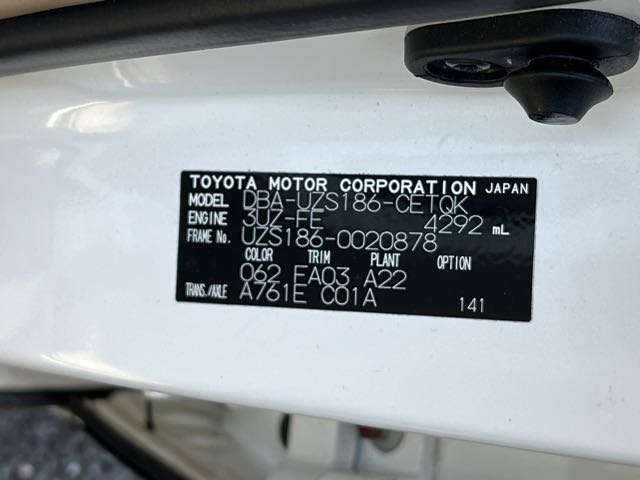 TOYOTA MOTOR CORPORATION JAPAN
MODEL DBA-UZS186-CETQK
ENGINE 3UZ-FE 4292 mL
FRAME No. UZS186-0020878
COLOR TRIM PLANT OPTION
062 FA03 A22
TRANS./AXLE A761E C01A 141